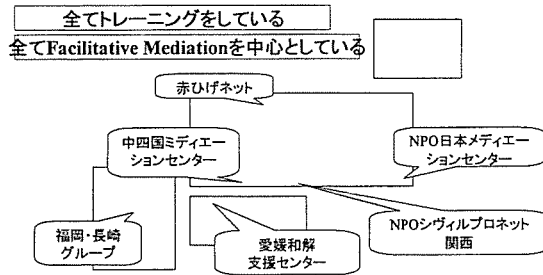 全てトレーニングをしている
全てFacilitative Mediationを中心としている
赤ひげネット
中四国ミディエー
ションセンター
NPO日本メディエー
ションセンター
福岡・長崎
グループ
愛媛和解
支援センター
NPOシヴィルプロネット
関西